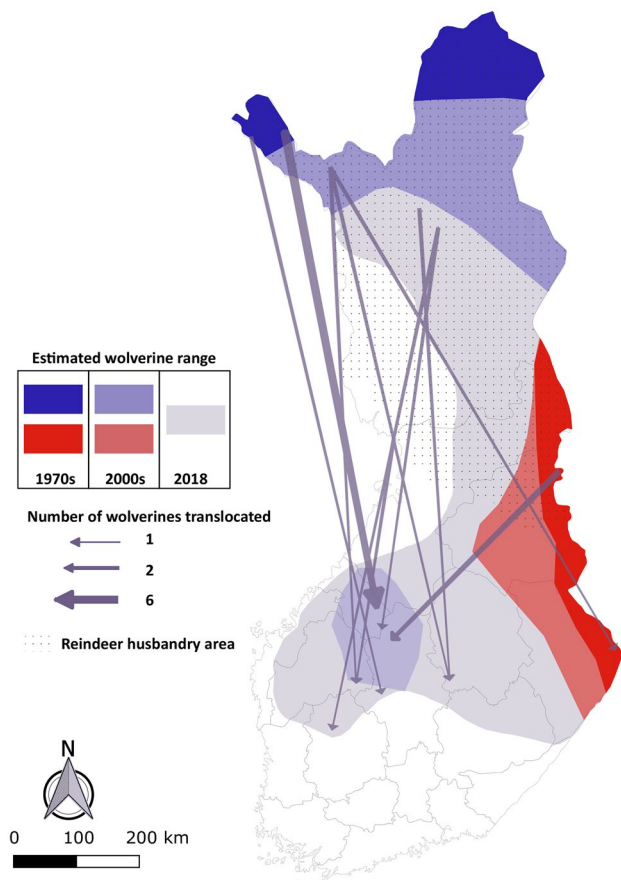 Estimated wolverine range
1970s 2000s 2018
Number of wolverines translocated
1
2
6
Reindeer husbandry area
N
0 100 200 km